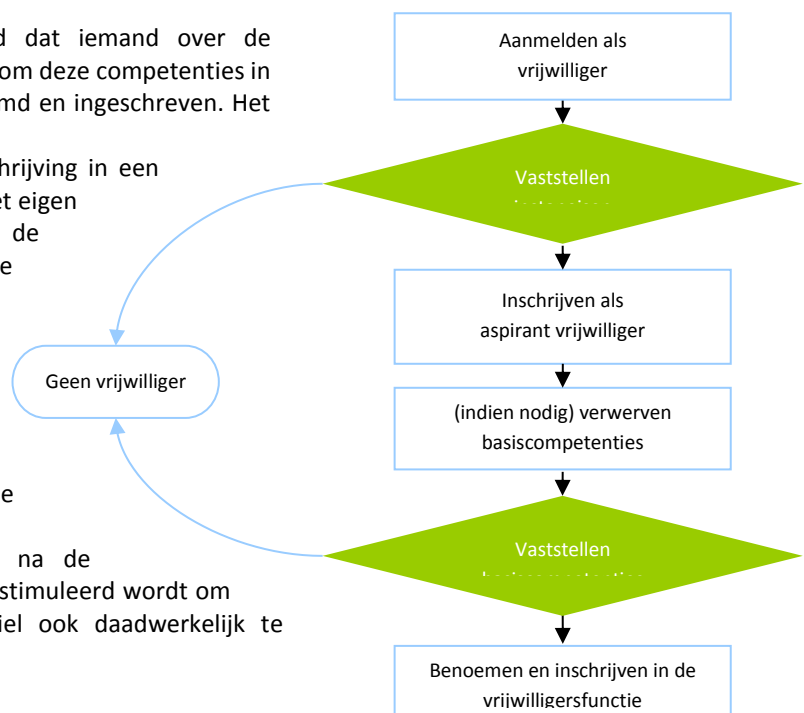 d dat iemand over de
om deze competenties in
md en ingeschreven. Het
hrijving in een
et eigen
de
e
e
na de
stimuleerd wordt om
iel ook daadwerkelijk te
Aanmelden als
vrijwilliger
Vaststellen
Inschrijven als
aspirant vrijwilliger
Geen vrijwilliger
(indien nodig) verwerven
basiscompetenties
Vaststellen
basiscompetenties
Benoemen en inschrijven in de
vrijwilligersfunctie